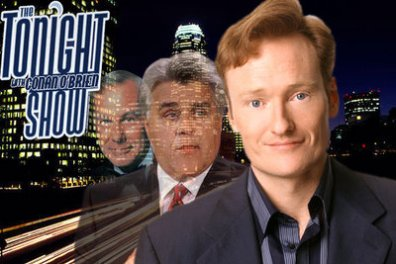 THE
TONIGHT
WITH CONAN O'BRIEN
SHOW